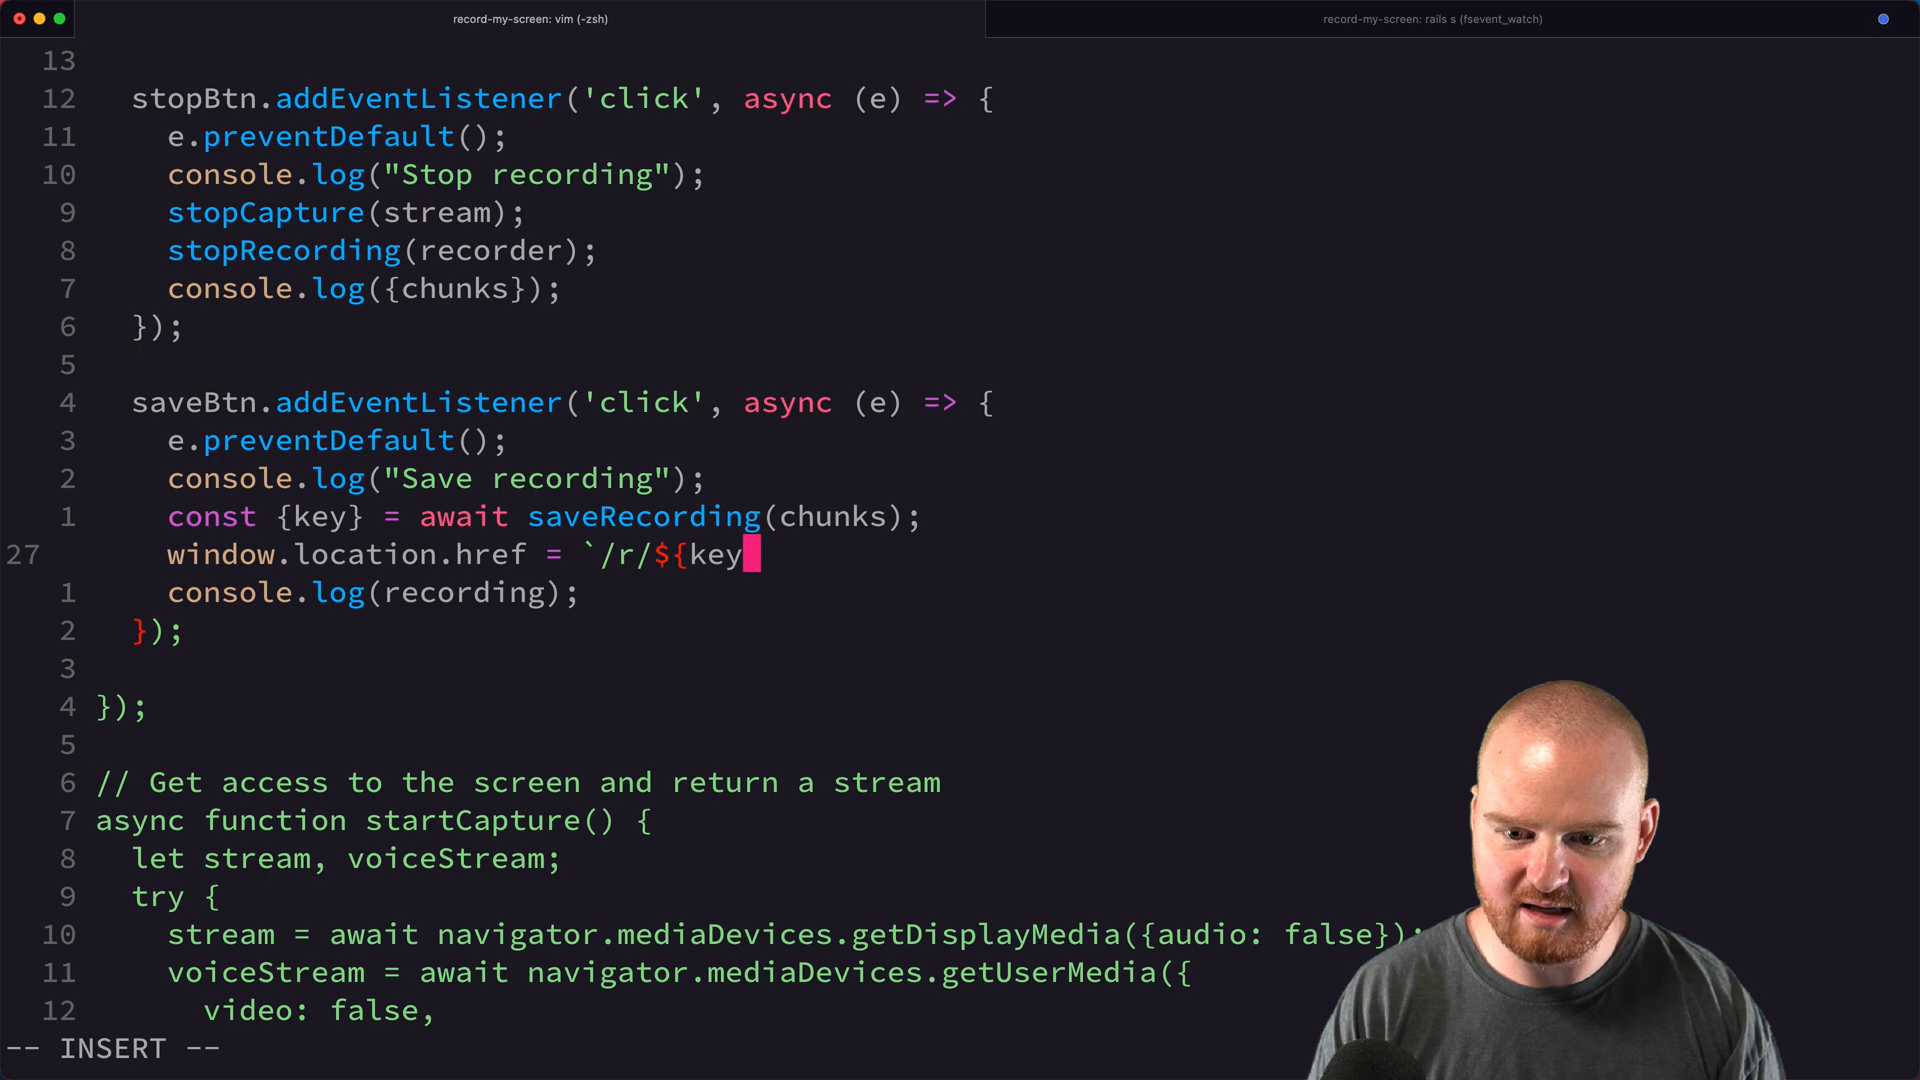 record-my-screen: vim (-zsh)
record-my-screen: rails s (fsevent_watch)
13
12 stopBtn.addEventListener('click', async (e) => {
11 e.preventDefault();
10 console.log("Stop recording");
9 stopCapture(stream);
8 stopRecording(recorder);
7 console.log({chunks});
6 });
5
4 saveBtn.addEventListener('click', async (e) => {
3 e.preventDefault();
2 console.log("Save recording");
1 const {key} = await saveRecording(chunks);
27 window.location.href = `/r/${key
1 console.log(recording);
2 });
3
4 });
5
6 // Get access to the screen and return a stream
7 async function startCapture() {
8 let stream, voiceStream;
9 try {
10 stream = await navigator.mediaDevices.getDisplayMedia({audio: false});
11 voiceStream = await navigator.mediaDevices.getUserMedia({
12 video: false,
-- INSERT --